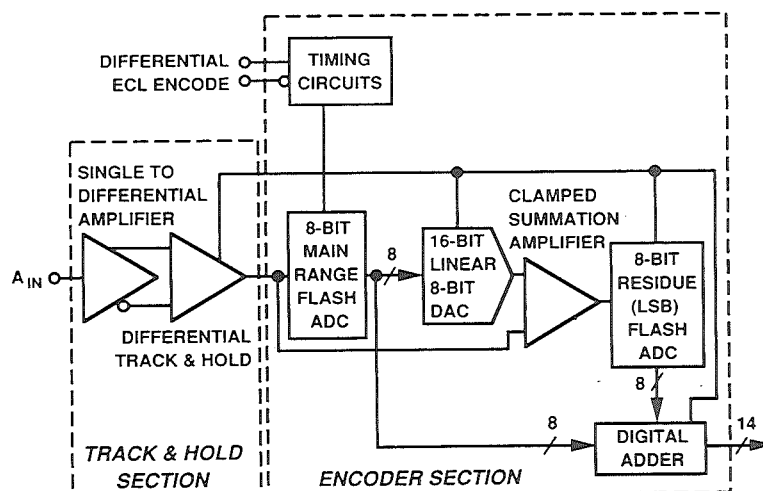 DIFFERENTIAL
ECL ENCODE
TIMING
CIRCUITS
SINGLE TO
DIFFERENTIAL
AMPLIFIER
A IN
DIFFERENTIAL
TRACK & HOLD
TRACK & HOLD
SECTION
8-BIT
MAIN
RANGE
FLASH
ADC
8
16-BIT
LINEAR
8-BIT
DAC
CLAMPED
SUMMATION
AMPLIFIER
8-BIT
RESIDUE
(LSB)
FLASH
ADC
8
8
DIGITAL
ADDER
14
ENCODER SECTION